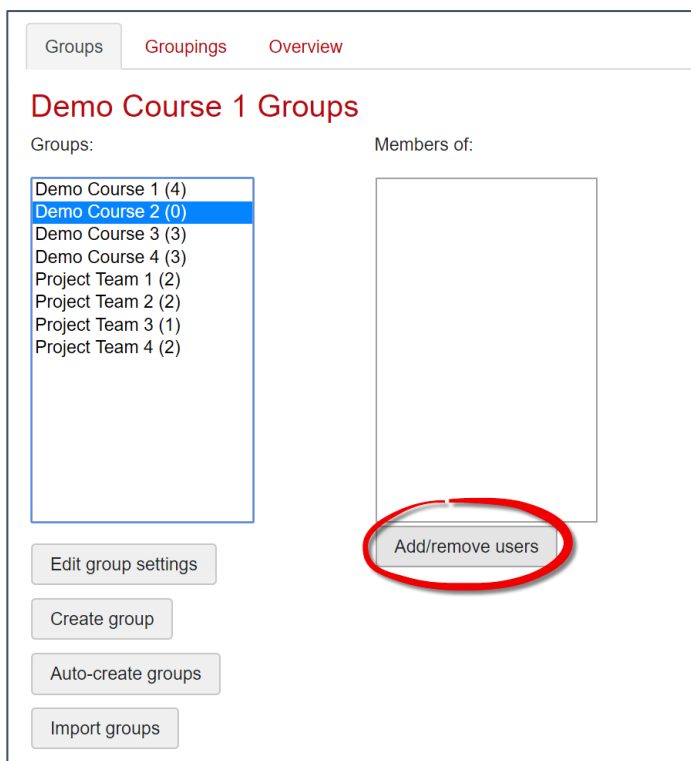 Groups Groupings Overview
Demo Course 1 Groups
Groups: Members of:
Demo Course 1 (4)
Demo Course 2 (0)
Demo Course 3 (3)
Demo Course 4 (3)
Project Team 1 (2)
Project Team 2 (2)
Project Team 3 (1)
Project Team 4 (2)
Add/remove users
Edit group settings
Create group
Auto-create groups
Import groups